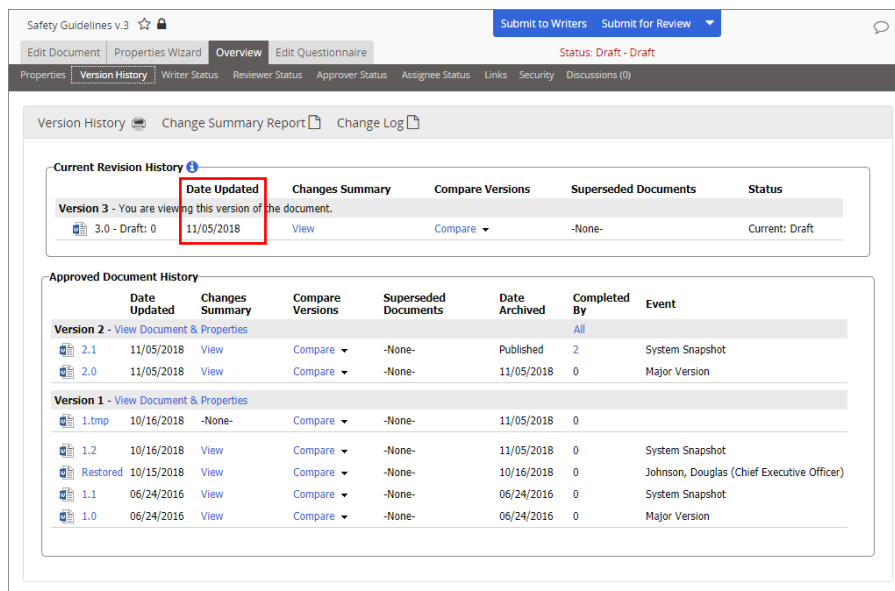 Safety Guidelines v.3
Submit to Writers Submit for Review
Edit Document Properties Wizard Overview Edit Questionnaire
Status: Draft - Draft
Properties Version History Writer Status Reviewer Status Approver Status Assignee Status Links Security Discussions (0)
Version History Change Summary Report Change Log
Current Revision History
Date Updated Changes Summary Compare Versions Superseded Documents Status
Version 3 - You are viewing this version of the document.
3.0 - Draft: 0 11/05/2018 View Compare -None- Current: Draft
Approved Document History
Date Updated Changes Summary Compare Versions Superseded Documents Date Archived Completed By Event
Version 2 - View Document & Properties All
2.1 11/05/2018 View Compare -None- Published 2 System Snapshot
2.0 11/05/2018 View Compare -None- 11/05/2018 0 Major Version
Version 1 - View Document & Properties
1.tmp 10/16/2018 -None- Compare -None- 11/05/2018 0
1.2 10/16/2018 View Compare -None- 11/05/2018 0 System Snapshot
Restored 10/15/2018 View Compare -None- 10/16/2018 0 Johnson, Douglas (Chief Executive Officer)
1.1 06/24/2016 View Compare -None- 06/24/2016 0 System Snapshot
1.0 06/24/2016 View Compare -None- 06/24/2016 0 Major Version